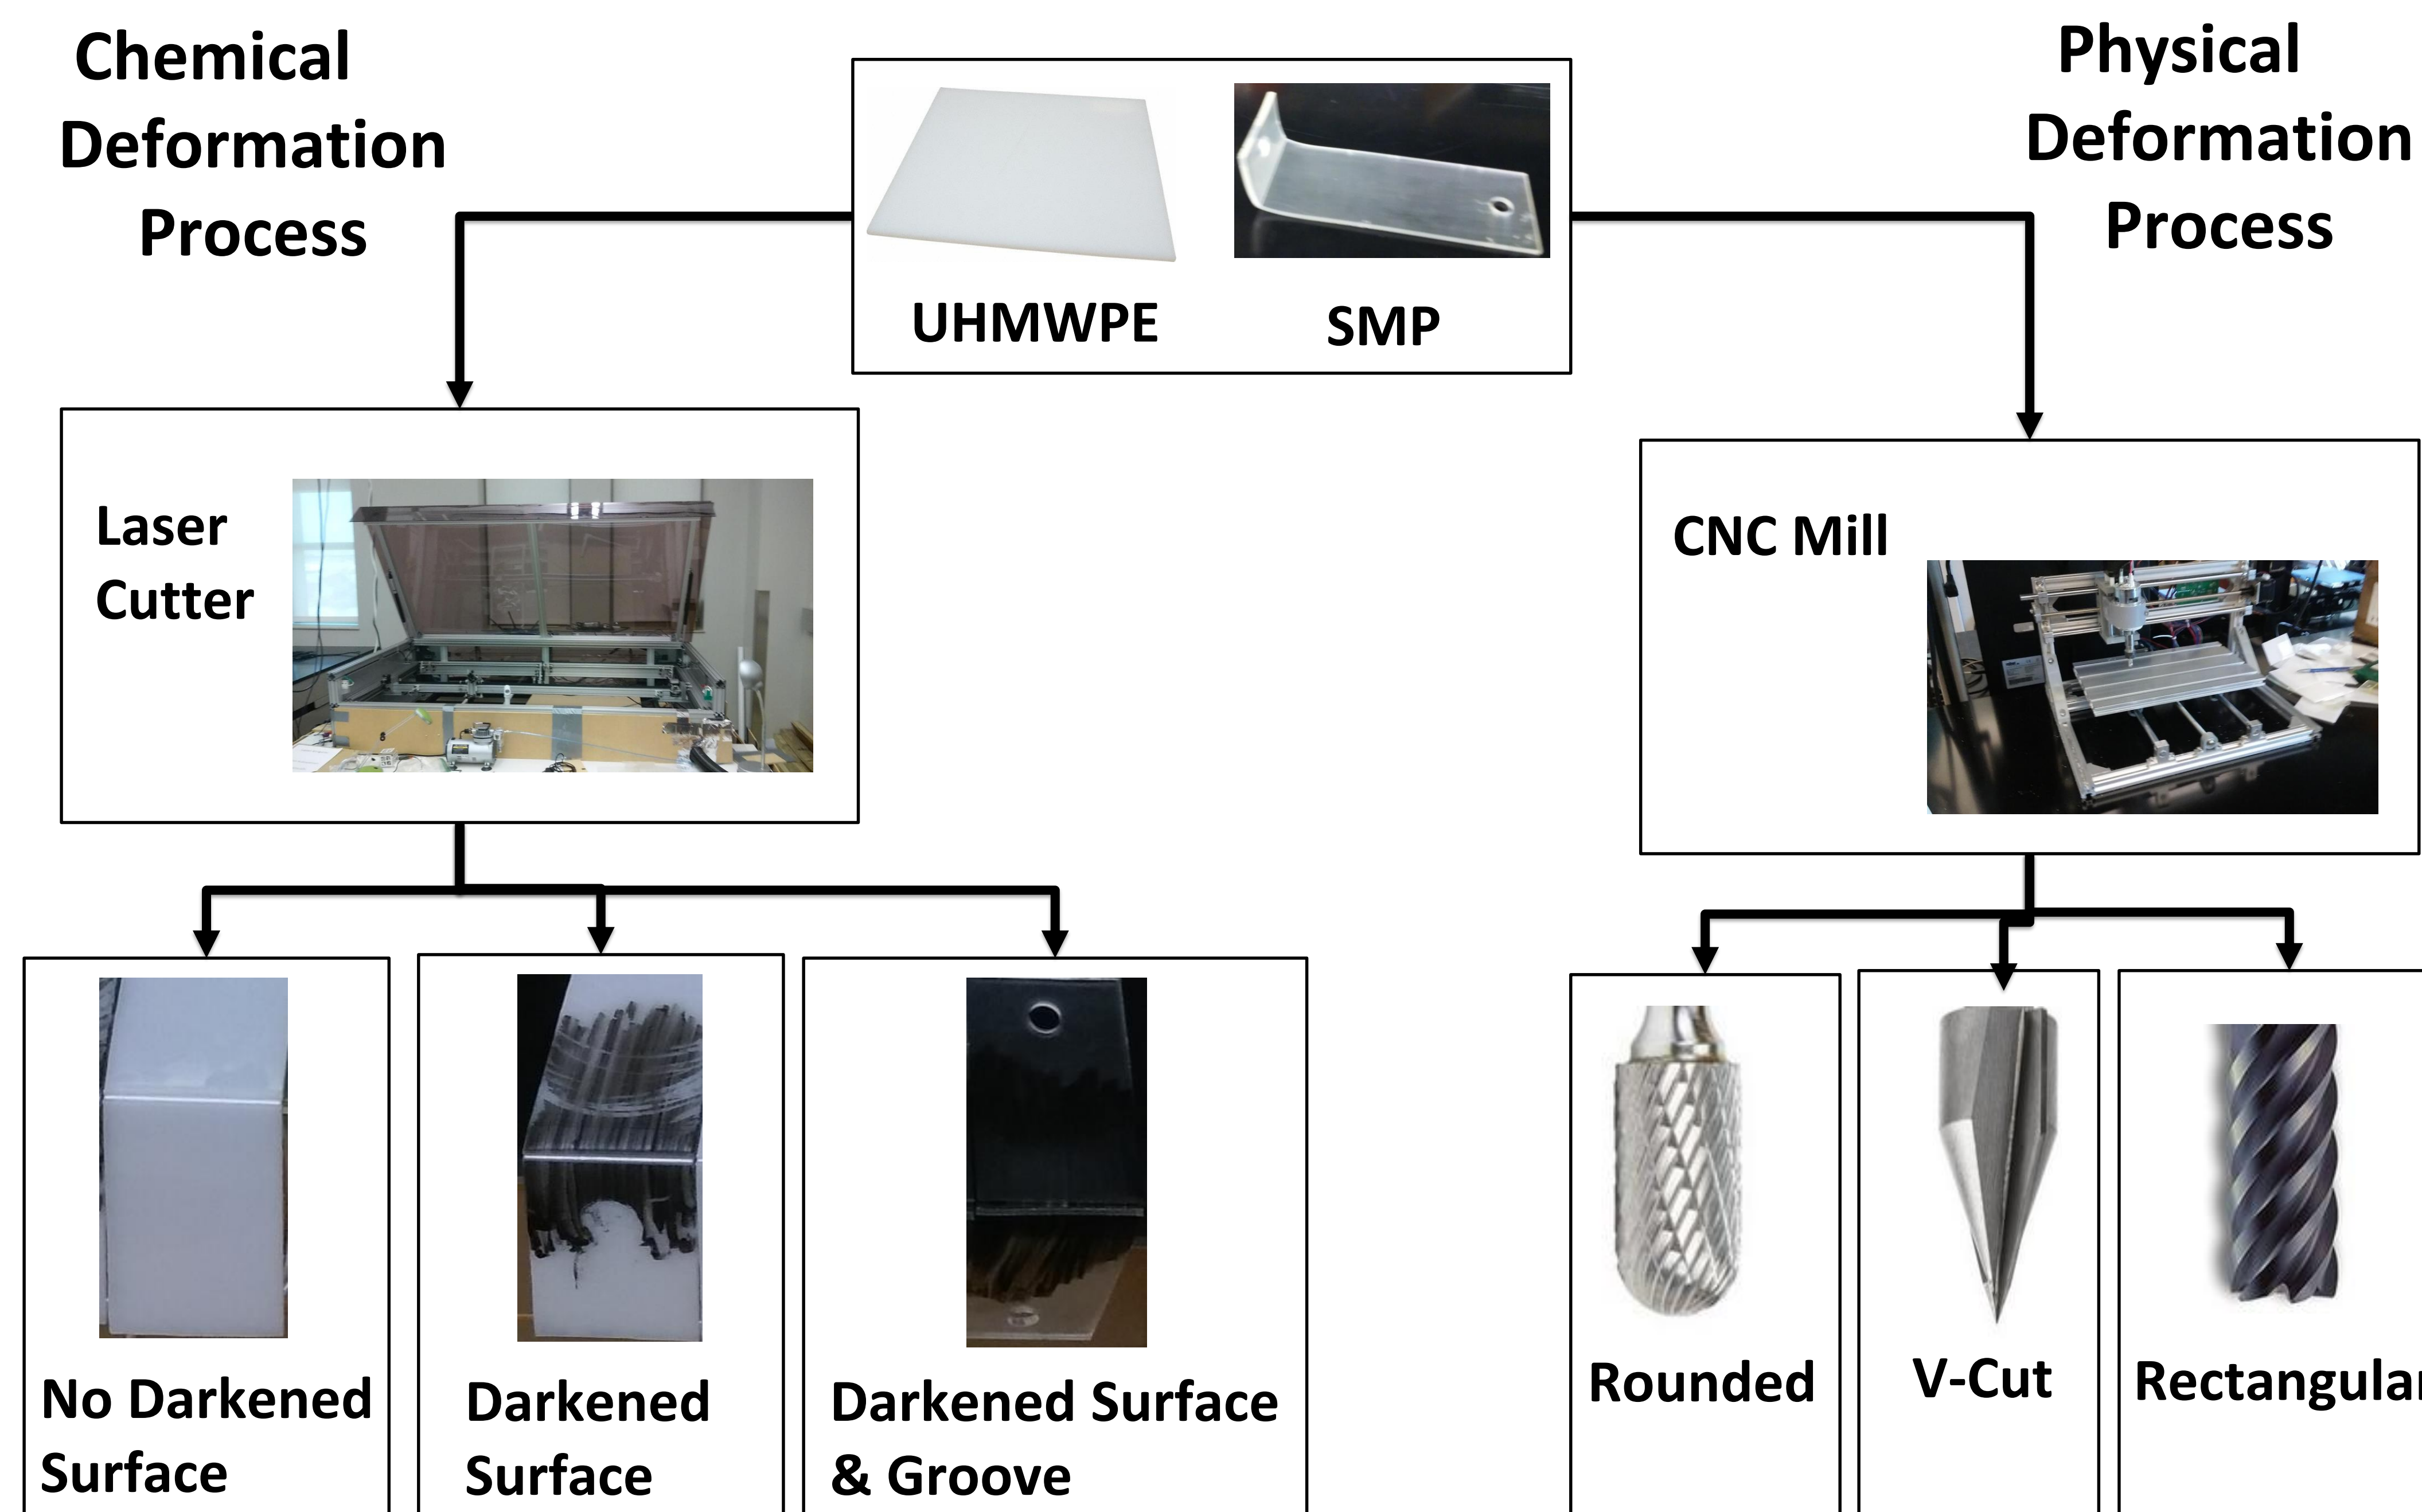 Chemical
Deformation
Process
Physical
Deformation
Process
UHMWPE
SMP
Laser
Cutter
CNC Mill
No Darkened
Surface
Darkened
Surface
Darkened Surface
& Groove
Rounded
V-Cut
Rectangular